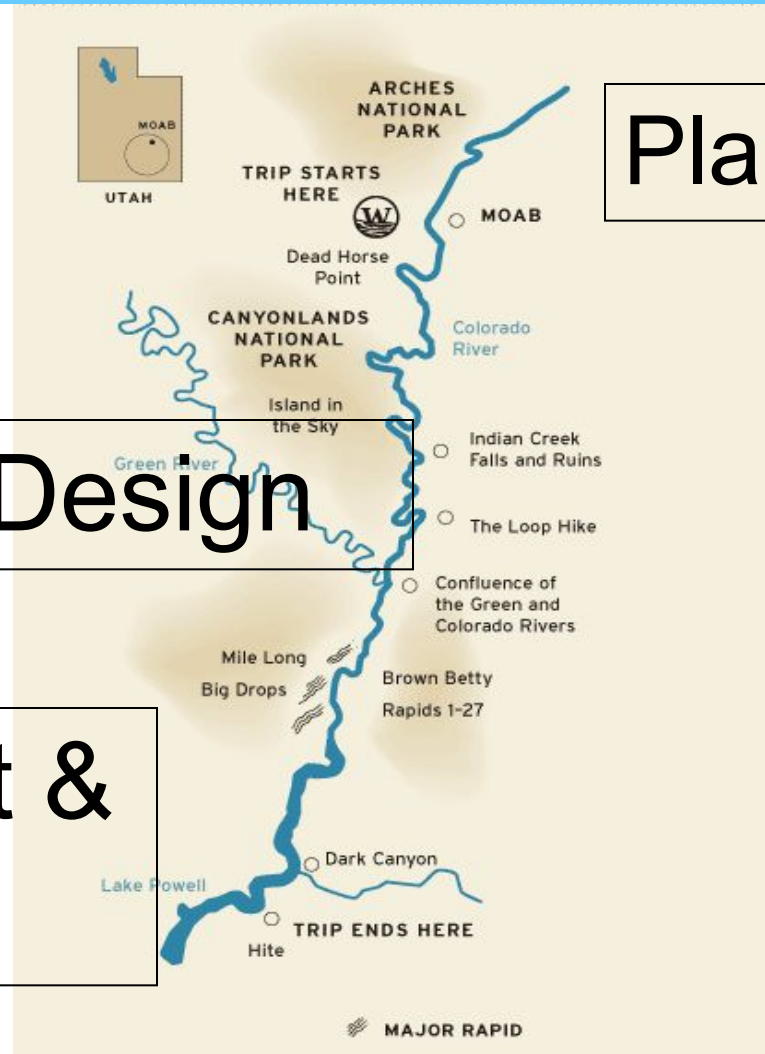 ARCHES
NATIONAL
PARK
MOAB
UTAH
TRIP STARTS
HERE
W
MOAB
Dead Horse
Point
CANYONLANDS
NATIONAL
PARK
Colorado
River
Island in
the Sky
Indian Creek
Falls and Ruins
Green River
Design
The Loop Hike
Confluence of
the Green and
Colorado Rivers
Mile Long
Big Drops
Brown Betty
Rapids 1-27
&
Dark Canyon
Lake Powell
TRIP ENDS HERE
Hite
MAJOR RAPID
Pla